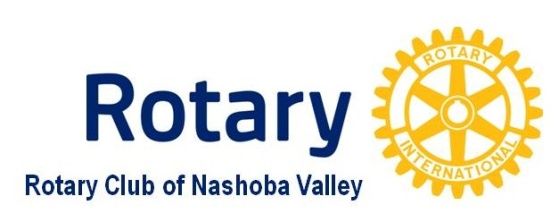 Rotary
Rotary Club of Nashoba Valley
ROTARY
INTERNATIONAL